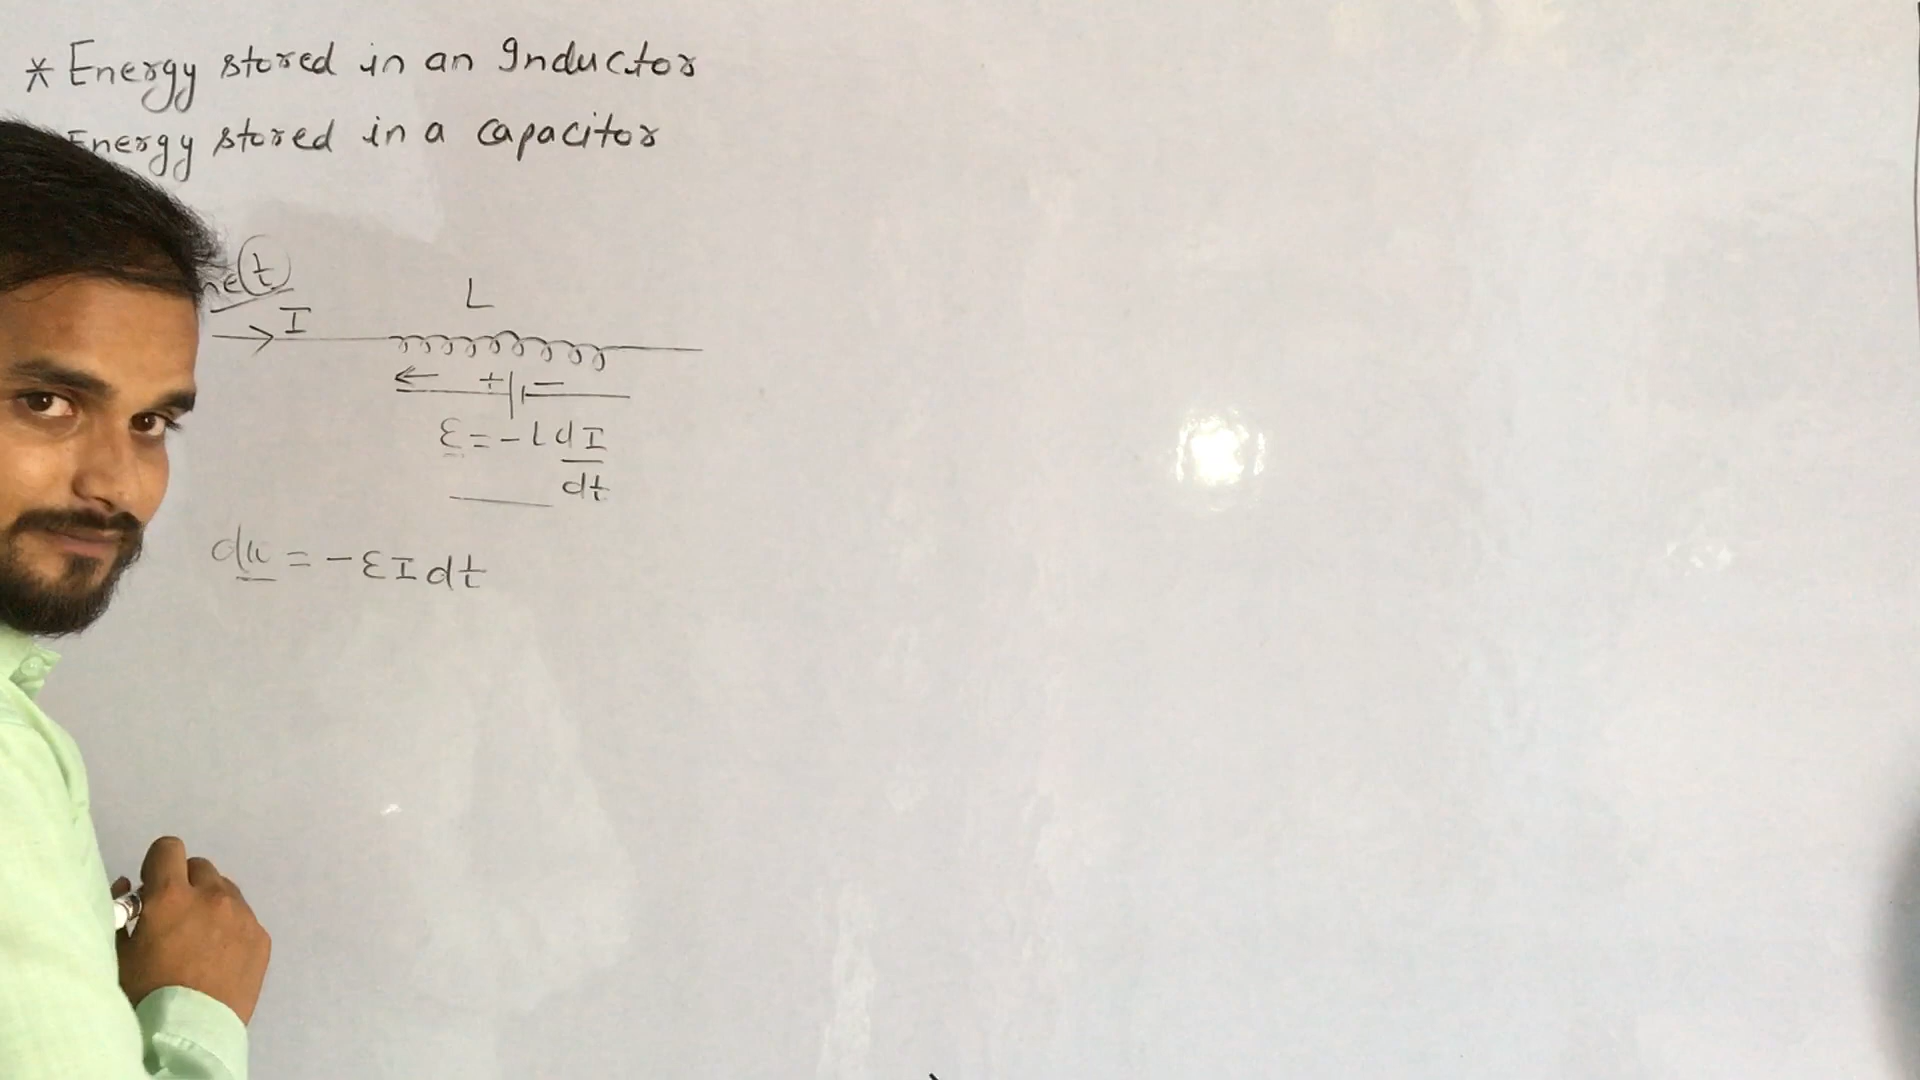 * Energy stored in an Inductor
Energy stored in a capacitor
(t)
L
I
+ -
ε = - L dI
dt
du = - ε I dt